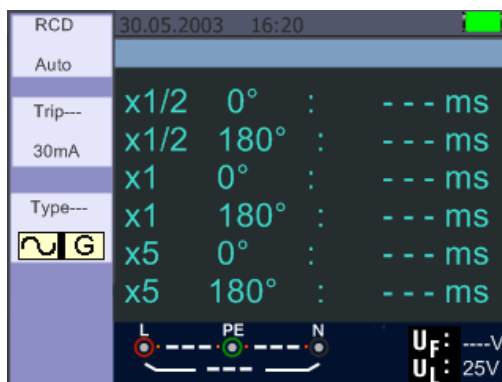 RCD
Auto
Trip---
30mA
Type---
G
30.05.2003 16:20
x1/2 0° : --- ms
x1/2 180° : --- ms
x1 0° : --- ms
x1 180° : --- ms
x5 0° : --- ms
x5 180° : --- ms
L PE N
---
UF: ----V
UL: 25V